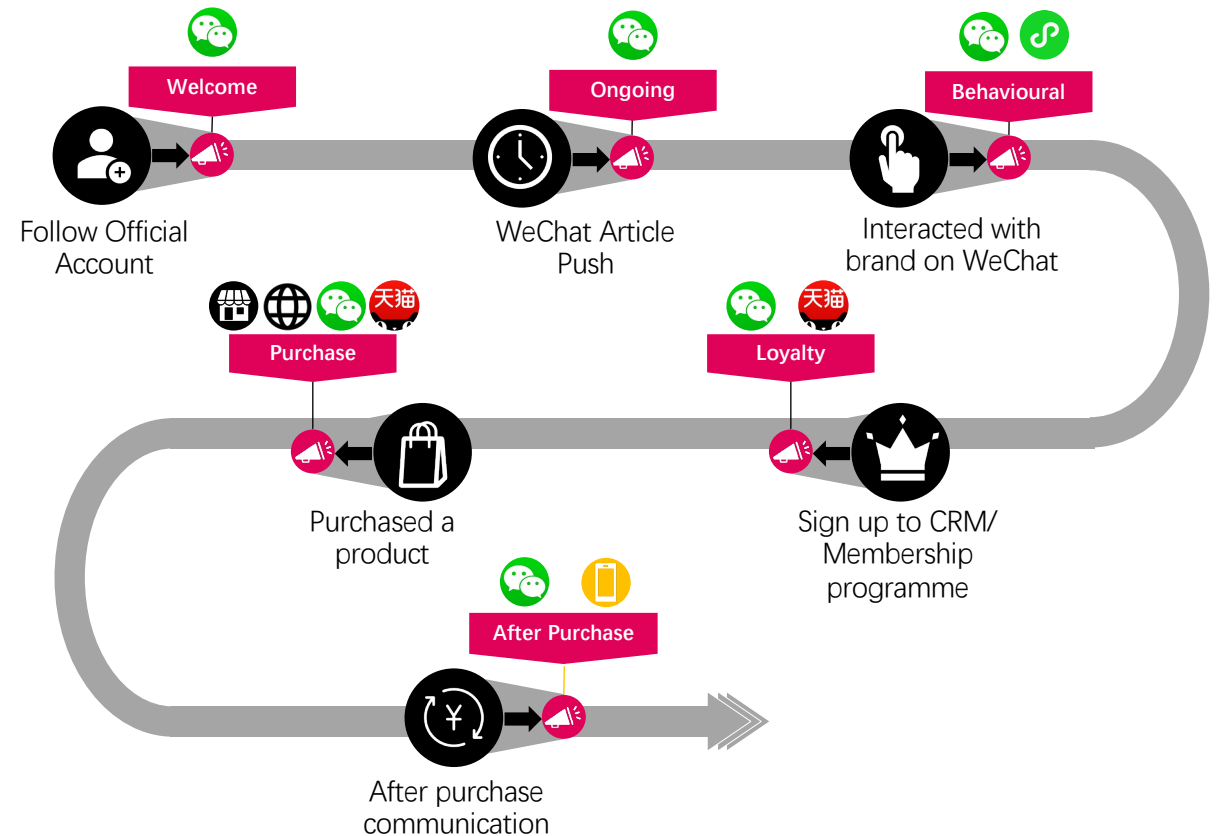 Welcome
Ongoing
Behavioural
Follow Official
Account
WeChat Article
Push
Interacted with
brand on WeChat
天猫
天猫
Purchase
Loyalty
Purchased a
product
Sign up to CRM/
Membership
programme
After Purchase
¥
After purchase
communication